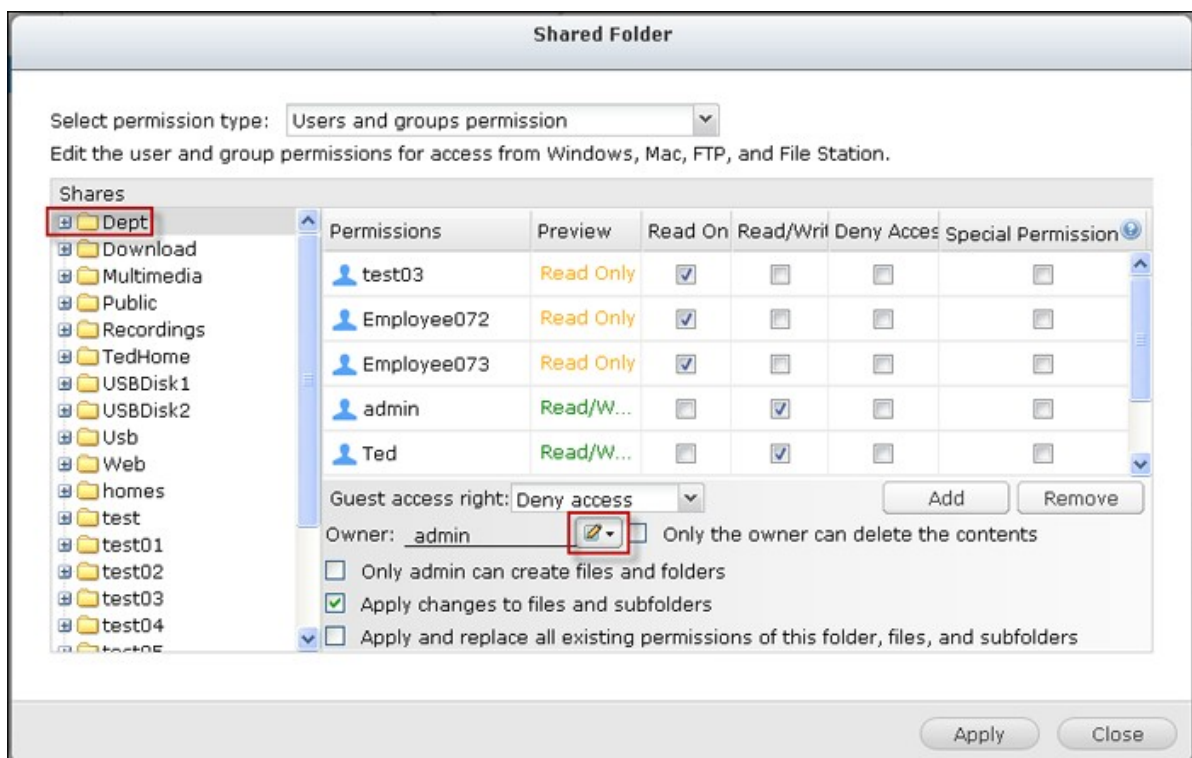 Shared Folder
Select permission type: Users and groups permission
Edit the user and group permissions for access from Windows, Mac, FTP, and File Station.
Shares
Dept
Download
Multimedia
Public
Recordings
TedHome
USBDisk1
USBDisk2
Usb
Web
homes
test
test01
test02
test03
test04
test05
Permissions Preview Read On Read/Writ Deny Acces Special Permission
test03 Read Only
Employee072 Read Only
Employee073 Read Only
admin Read/W...
Ted Read/W...
Guest access right: Deny access Add Remove
Owner: admin Only the owner can delete the contents
Only admin can create files and folders
Apply changes to files and subfolders
Apply and replace all existing permissions of this folder, files, and subfolders
Apply Close